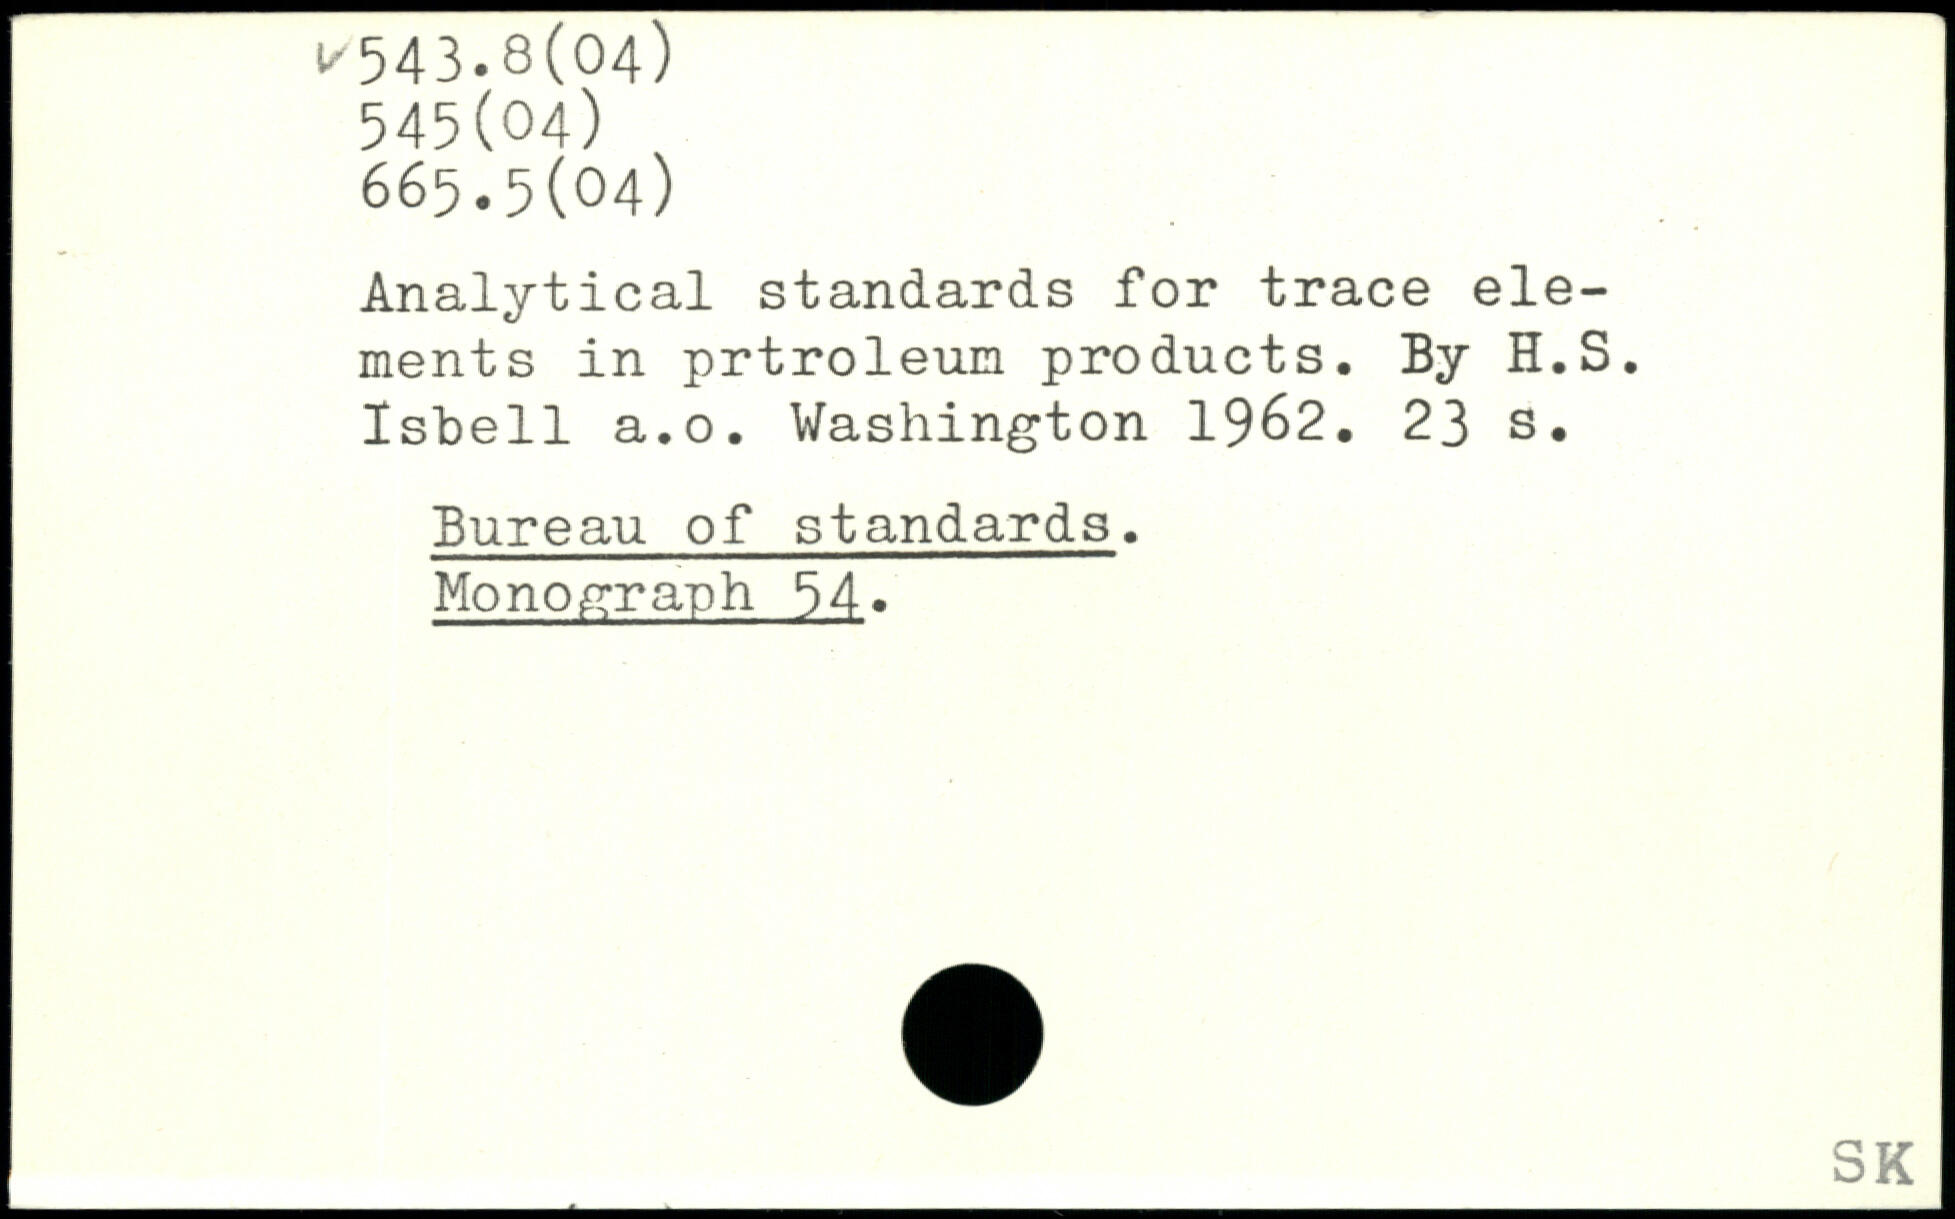 ✓543.8(04)
545(04)
665.5(04)
Analytical standards for trace ele-
ments in prtroleum products. By H.S.
Isbell a.o. Washington 1962. 23 s.
Bureau of standards.
Monograph 54.
SK